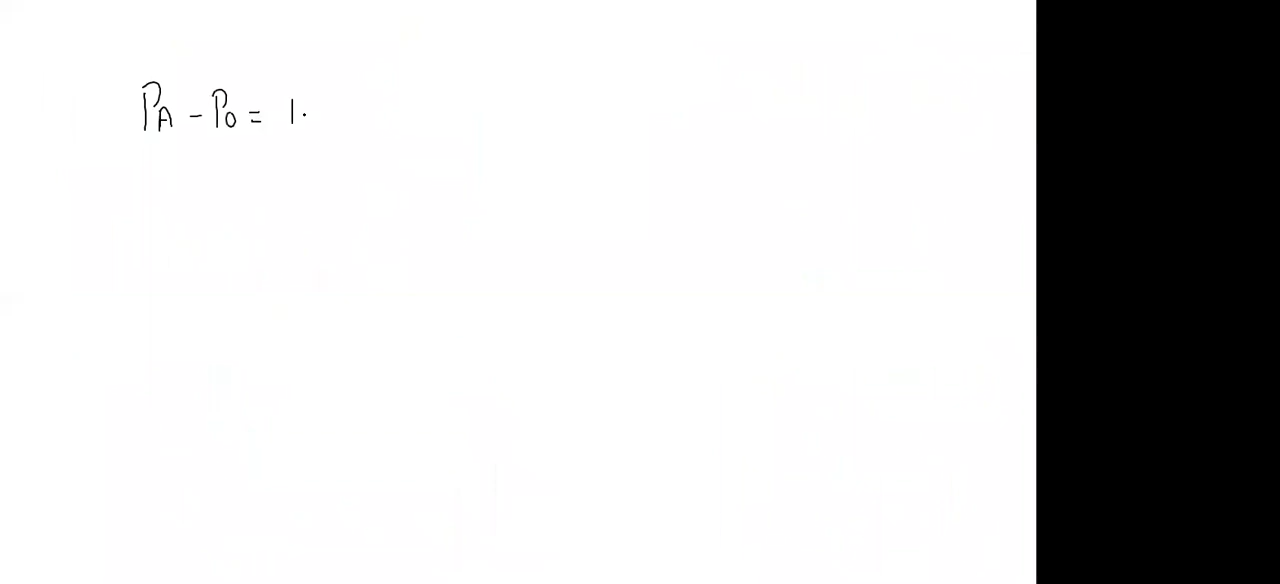 PA - P0 = 1.